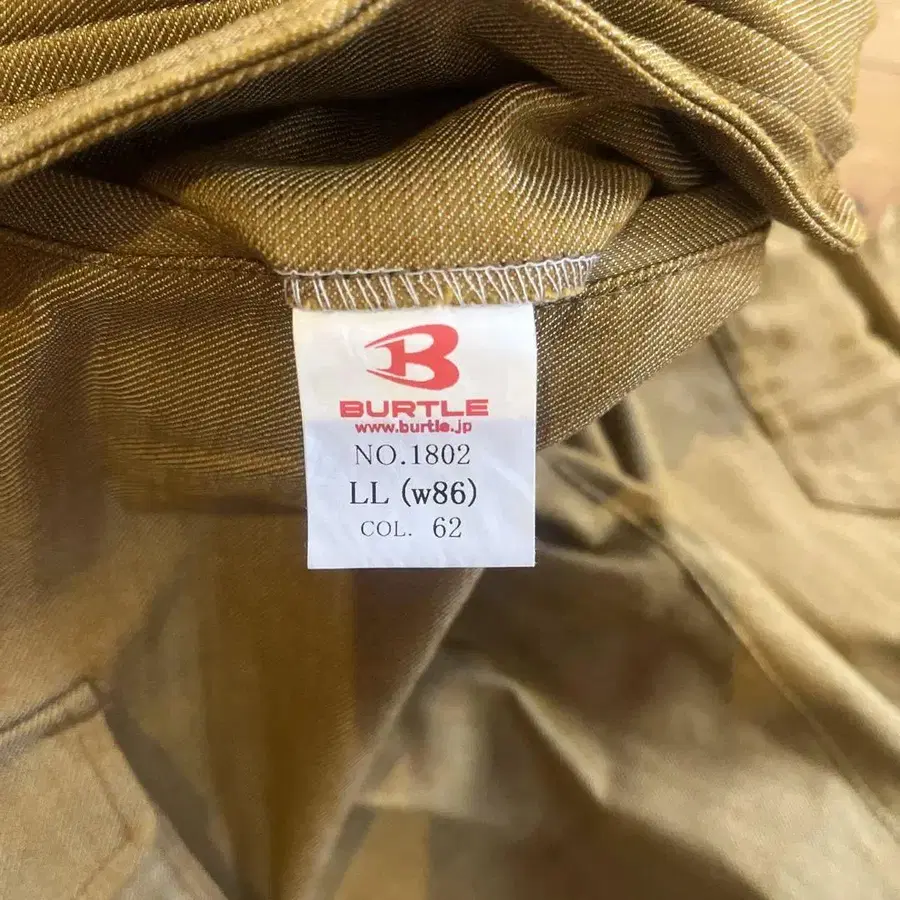 B
BURTLE
www.burtle.jp
NO.1802
LL (w86)
COL. 62